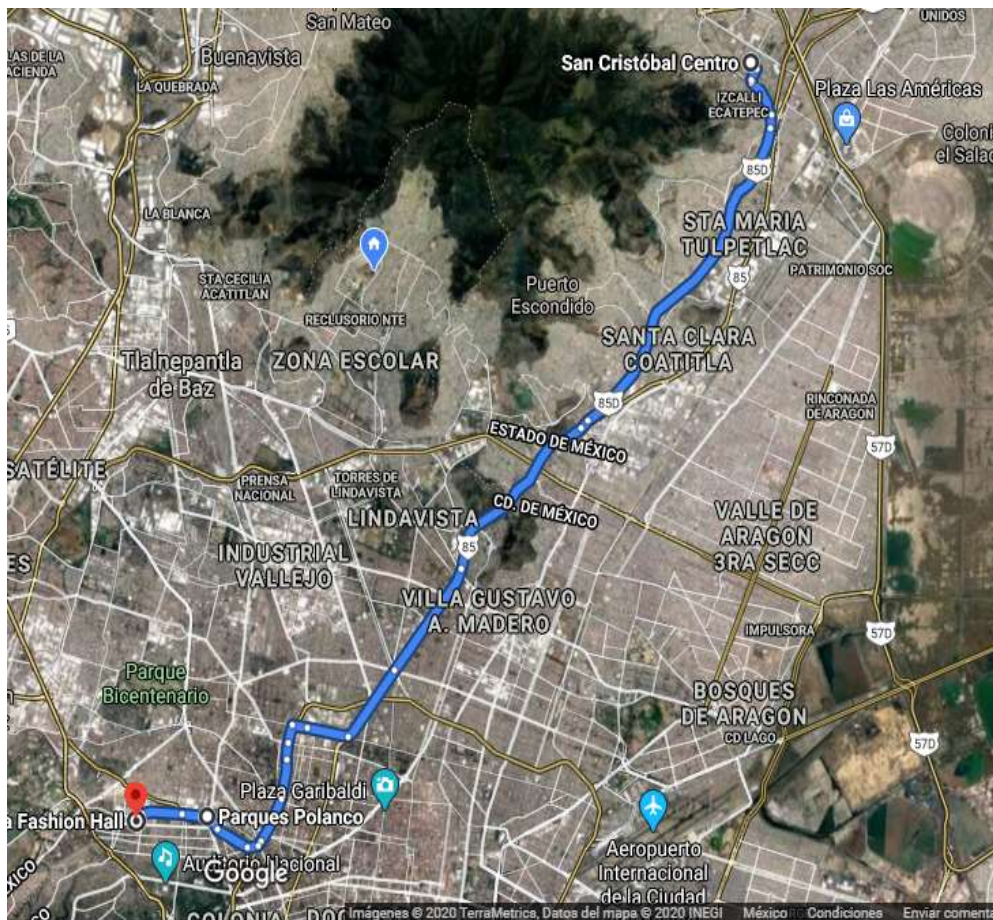 UNIDOS
San Mateo
Buenavista
San Cristóbal Centro
LA QUEBRADA
IZCALLI
ECATEPEC
Plaza Las Américas
85D
LA BLANCA
STA MARIA
TULPETLAC
STA CECILIA
ACATITLAN
85
PATRIMONIO SOC
Puerto
Escondido
RECLUSORIO NTE
SANTA CLARA
COATITLA
Tlalnepantla
de Baz
ZONA ESCOLAR
85D
RINCONADA
DE ARAGON
ESTADO DE MÉXICO
57D
SATÉLITE
PRENSA
NACIONAL
TORRES DE
LINDAVISTA
LINDAVISTA
CD. DE MÉXICO
VALLE DE
ARAGON
3RA SECC
85
INDUSTRIAL
VALLEJO
VILLA GUSTAVO
A. MADERO
IMPULSORA
57D
Parque
Bicentenario
BOSQUES
DE ARAGON
CD LAGO
57D
Plaza Garibaldi
a Fashion Hall
Parques Polanco
Auditorio Nacional
Google
Aeropuerto
Internacional
de la Ciudad
COLONIA
Imágenes © 2020 TerraMetrics, Datos del mapa © 2020 INEGI México Condiciones Enviar comenta